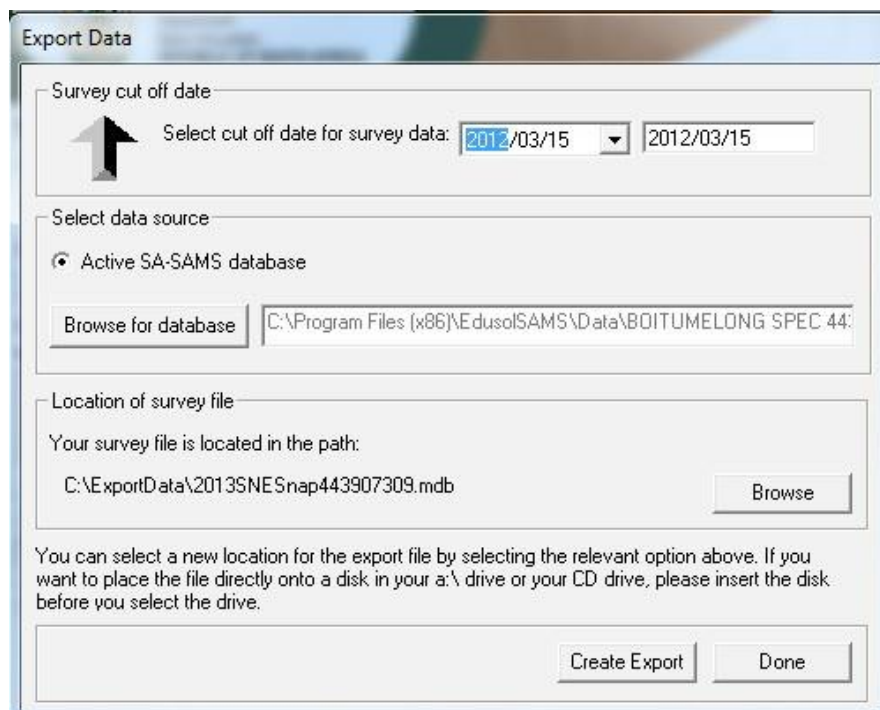 Export Data
Survey cut off date
Select cut off date for survey data: 2012/03/15 2012/03/15
Select data source
Active SA-SAMS database
Browse for database C:\Program Files (x86)\EdusolSAMS\Data\BOITUMELONG SPEC 44
Location of survey file
Your survey file is located in the path:
C:\ExportData\2013SNESnap443907309.mdb
Browse
You can select a new location for the export file by selecting the relevant option above. If you
want to place the file directly onto a disk in your a:\ drive or your CD drive, please insert the disk
before you select the drive.
Create Export Done